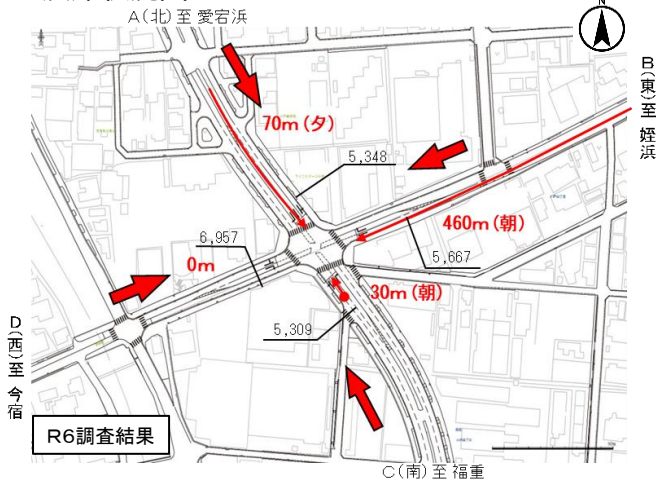 A(北)至 愛宕浜
N
B(東)至 姪浜
70m(夕)
5,348
460m(朝)
5,667
6,957
0m
30m(朝)
5,309
D(西)至 今宿
R6調査結果
C(南)至 福重